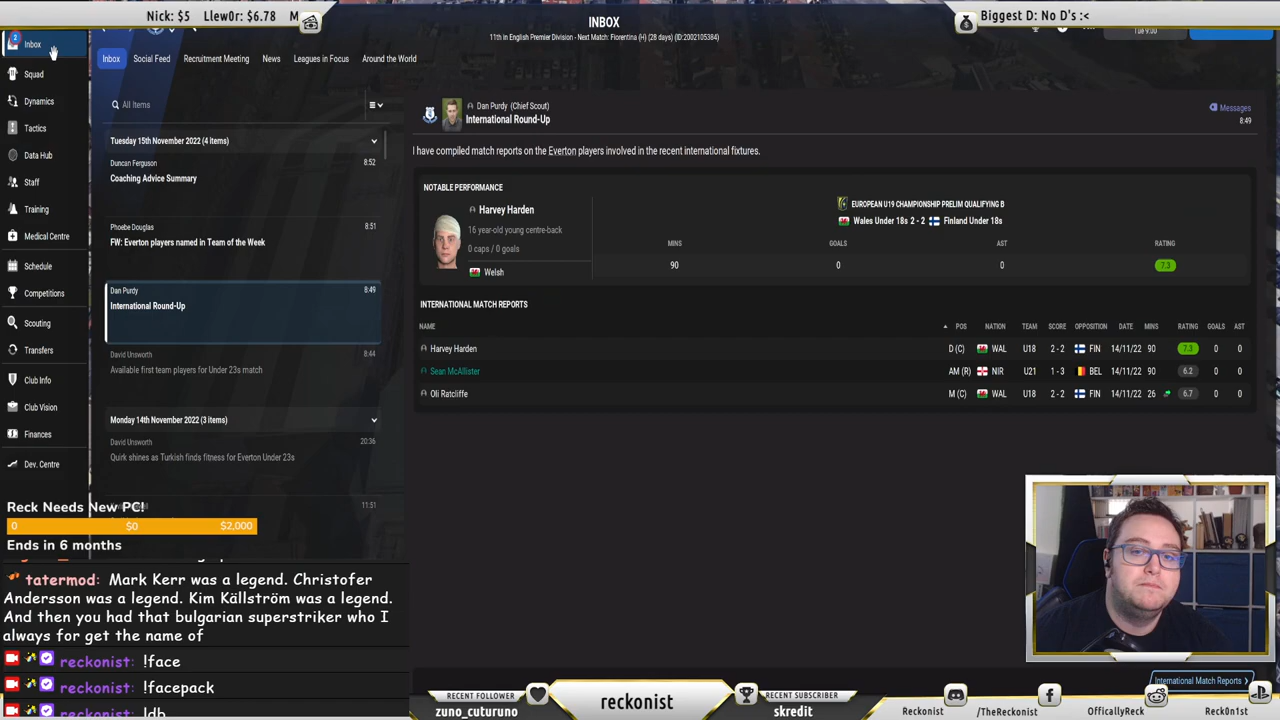 Nick: $5 Llew0r: $6.78 M
INBOX
11th in English Premier Division - Next Match: Fiorentina (H) (28 days) (ID:2002105384)
Biggest D: No D's :<
Tue 9:00
2
Inbox
Squad
Dynamics
Tactics
Data Hub
Staff
Training
Medical Centre
Schedule
Competitions
Scouting
Transfers
Club Info
Club Vision
Finances
Dev. Centre
Inbox Social Feed Recruitment Meeting News Leagues in Focus Around the World
All Items
Tuesday 15th November 2022 (4 items)
Duncan Ferguson 8:52
Coaching Advice Summary
Phoebe Douglas 8:51
FW: Everton players named in Team of the Week
Dan Purdy 8:49
International Round-Up
David Unsworth 8:44
Available first team players for Under 23s match
Monday 14th November 2022 (3 items)
David Unsworth 20:36
Quirk shines as Turkish finds fitness for Everton Under 23s
11:51
Dan Purdy (Chief Scout)
International Round-Up
Messages
8:49
I have compiled match reports on the Everton players involved in the recent international fixtures.
NOTABLE PERFORMANCE
Harvey Harden
16 year-old young centre-back
0 caps / 0 goals
Welsh
EUROPEAN U19 CHAMPIONSHIP PRELIM QUALIFYING B
Wales Under 18s 2 - 2 Finland Under 18s
MINS GOALS AST RATING
90 0 0 7.3
INTERNATIONAL MATCH REPORTS
NAME POS NATION TEAM SCORE OPPOSITION DATE MINS RATING GOALS AST
Harvey Harden D (C) WAL U18 2 - 2 FIN 14/11/22 90 7.3 0 0
Sean McAllister AM (R) NIR U21 1 - 3 BEL 14/11/22 90 6.2 0 0
Oli Ratcliffe M (C) WAL U18 2 - 2 FIN 14/11/22 26 6.7 0 0
International Match Reports >
Reck Needs New PC!
0 $0 $2,000
Ends in 6 months
tatermod: Mark Kerr was a legend. Christofer
Andersson was a legend. Kim Källström was a legend.
And then you had that bulgarian superstriker who I
always for get the name of
reckonist: !face
reckonist: !facepack
reckonist: !db
RECENT FOLLOWER
zuno_cuturuno
reckonist
RECENT SUBSCRIBER
skredit
Reckonist
/TheReckonist
OfficallyReck
Reck0n1st